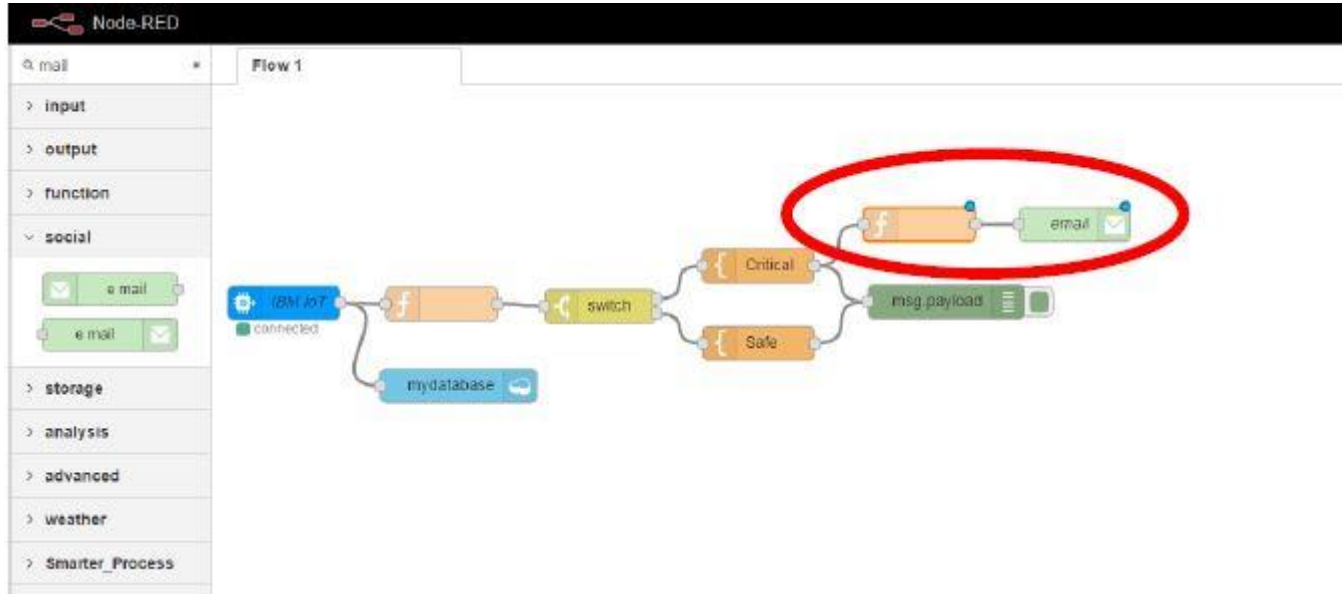 Node-RED
mail
Flow 1
input
output
function
social
e mail
e mail
storage
analysis
advanced
weather
Smarter_Process
IBM IoT
connected
switch
mydatabase
Critical
Safe
email
msg.payload